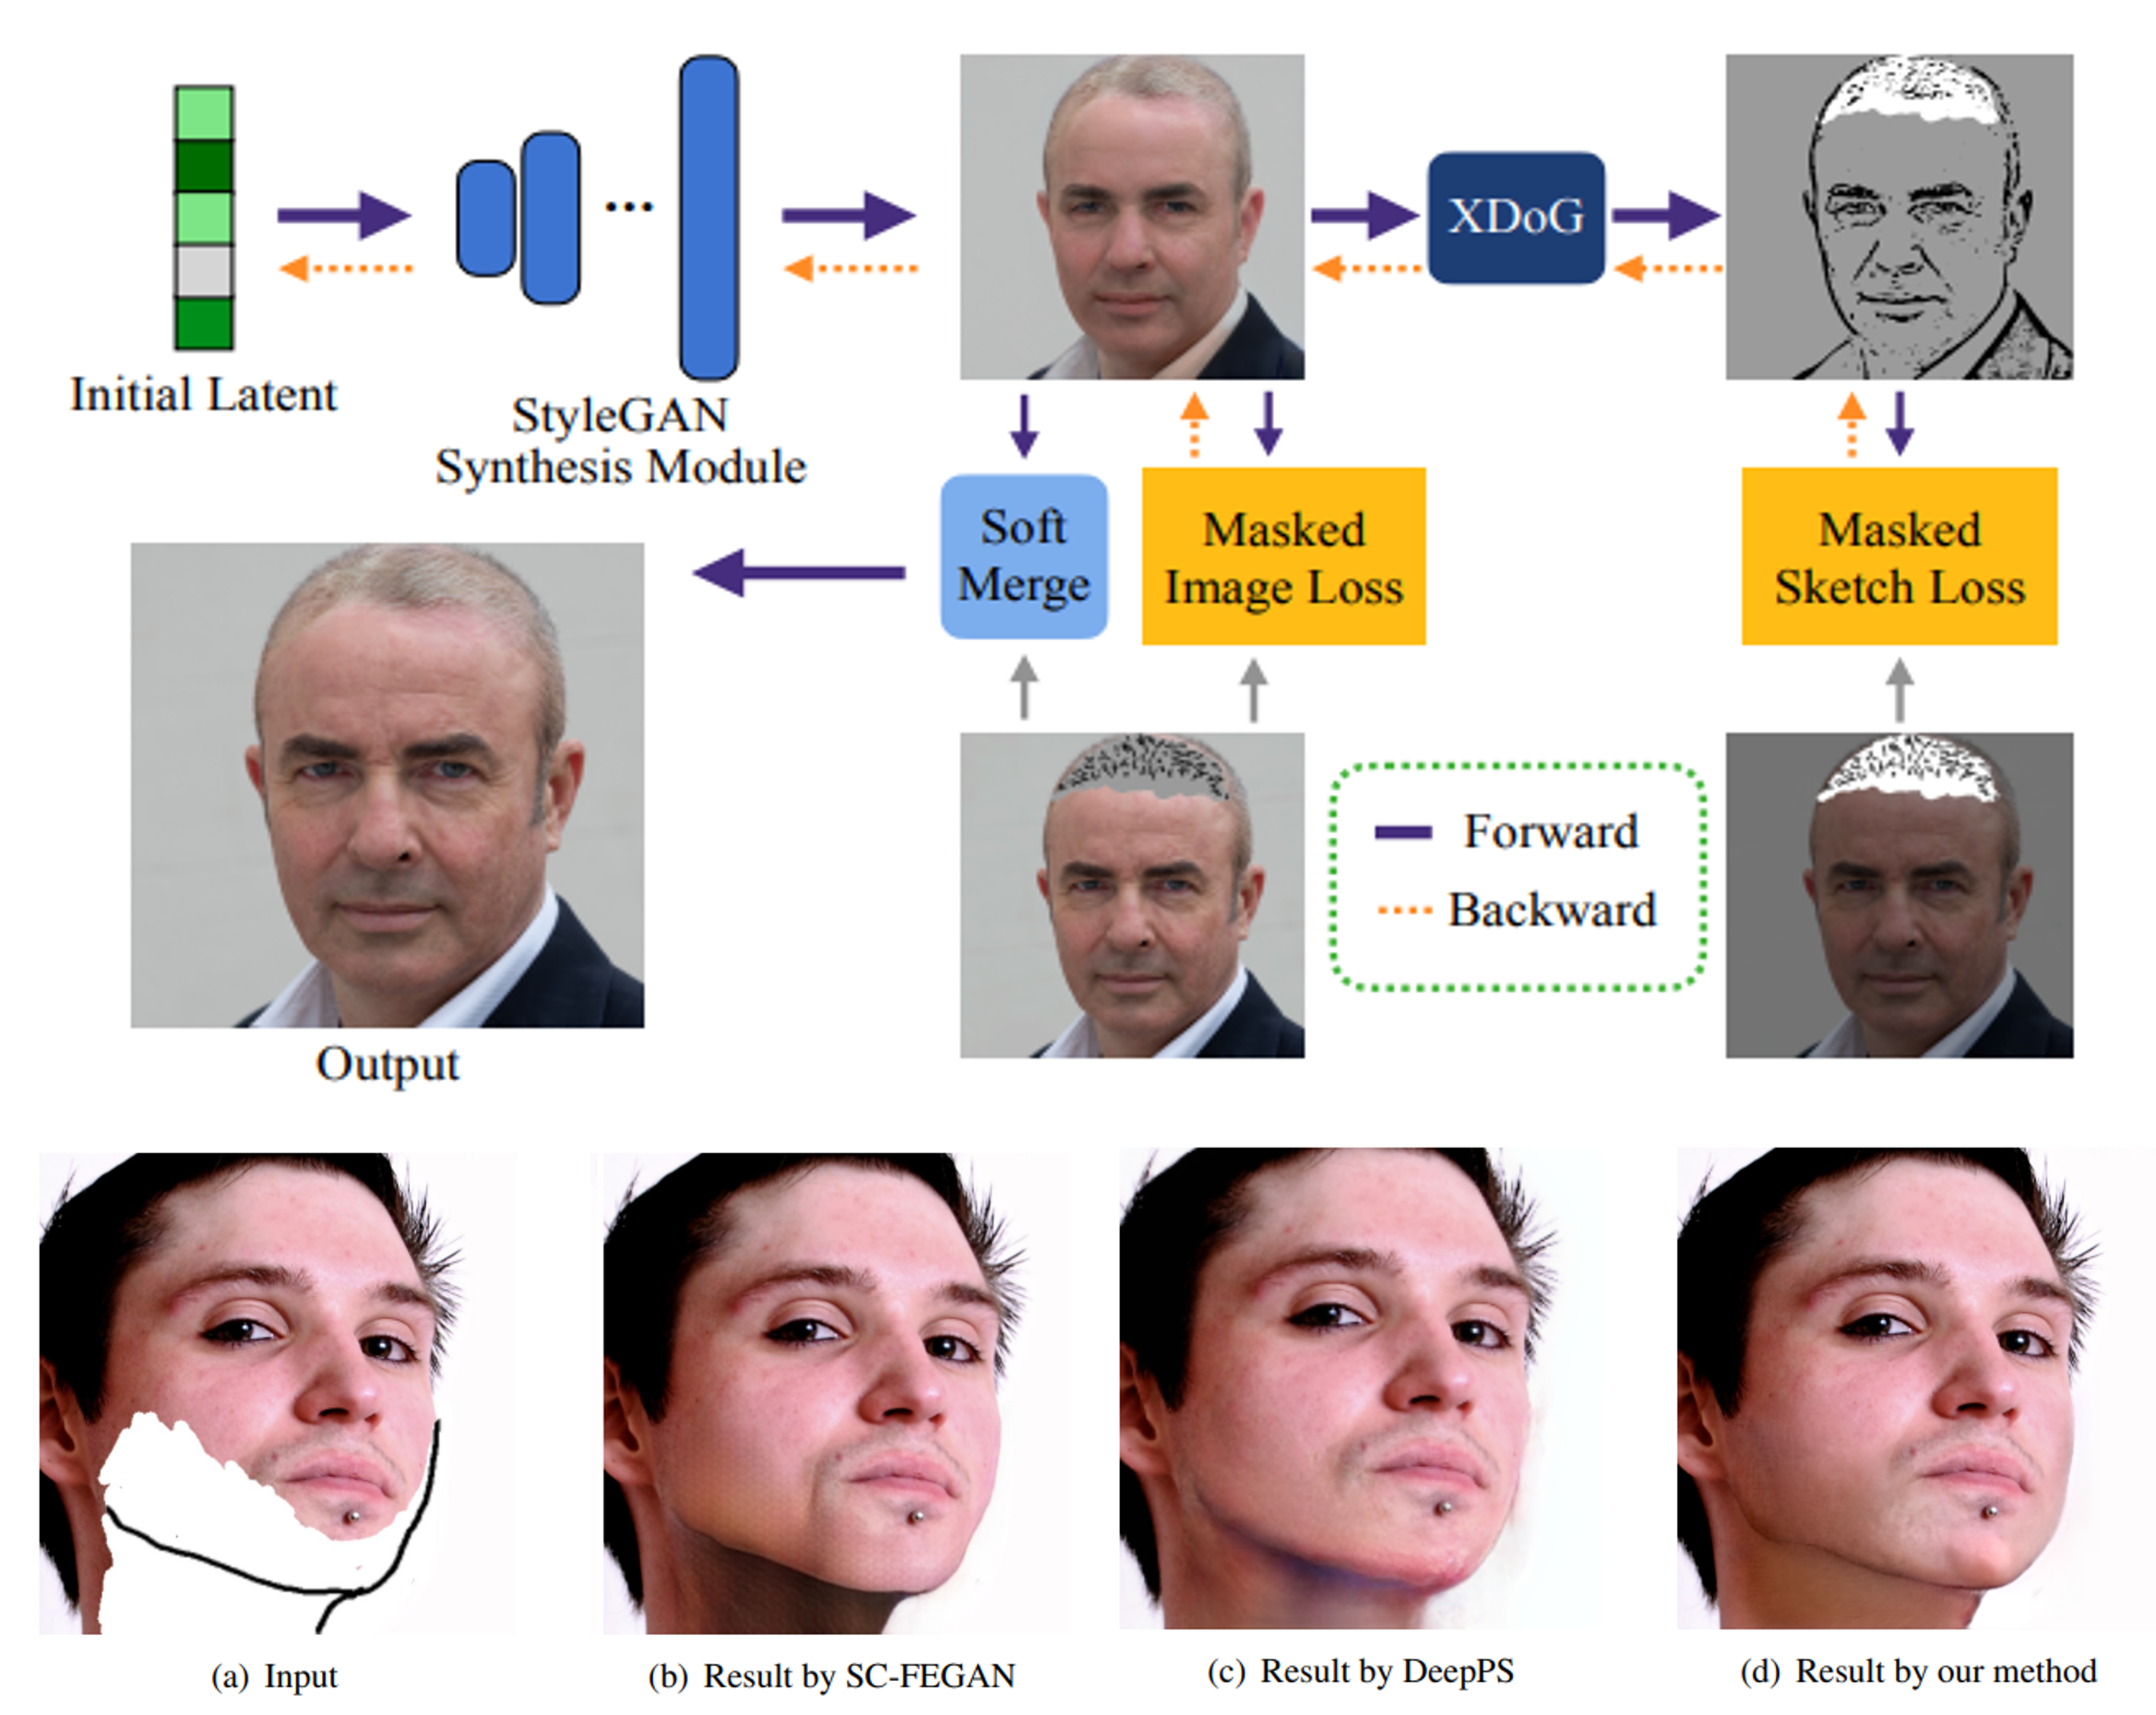 XDoG
Initial Latent
StyleGAN
Synthesis Module
...
Soft
Merge
Masked
Image Loss
Masked
Sketch Loss
Forward
Backward
Output
(a) Input
(b) Result by SC-FEGAN
(c) Result by DeepPS
(d) Result by our method